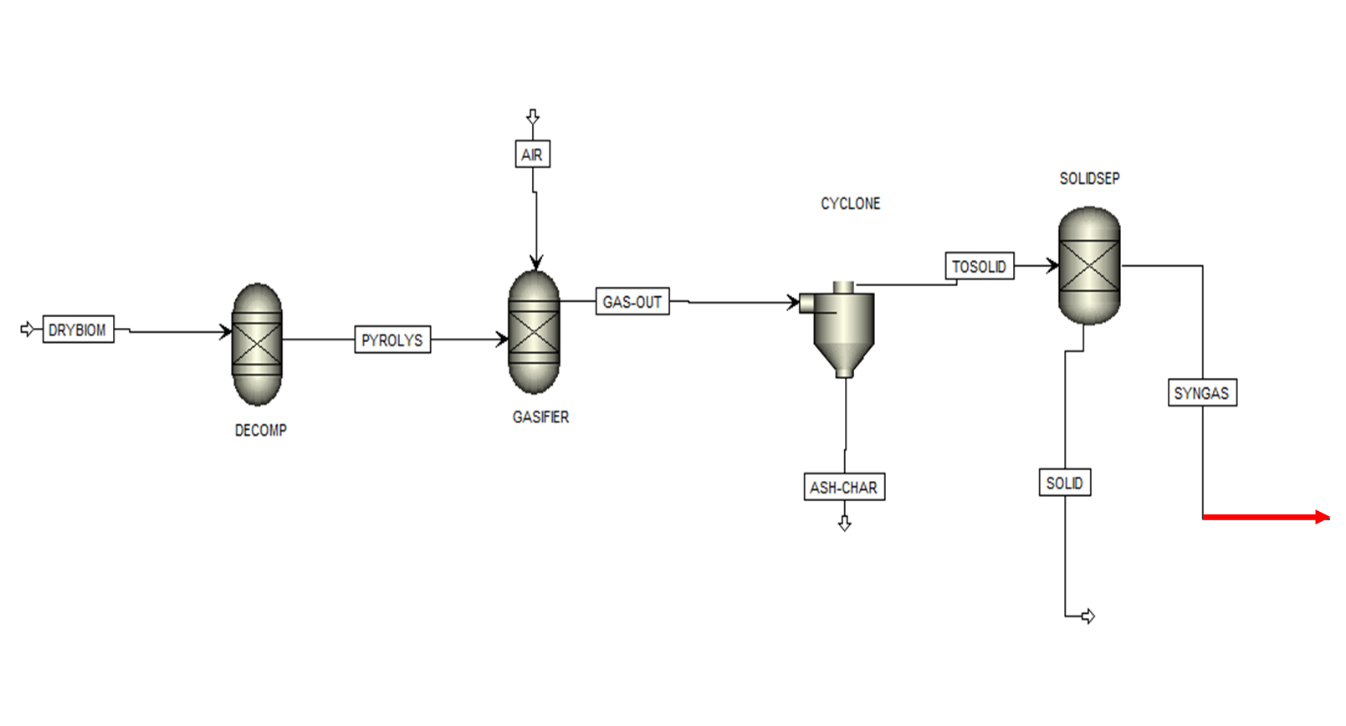 AIR
SOLIDSEP
CYCLONE
TOSOLID
GAS-OUT
DRYBIOM
PYROLYS
SYNGAS
GASIFIER
DECOMP
ASH-CHAR
SOLID